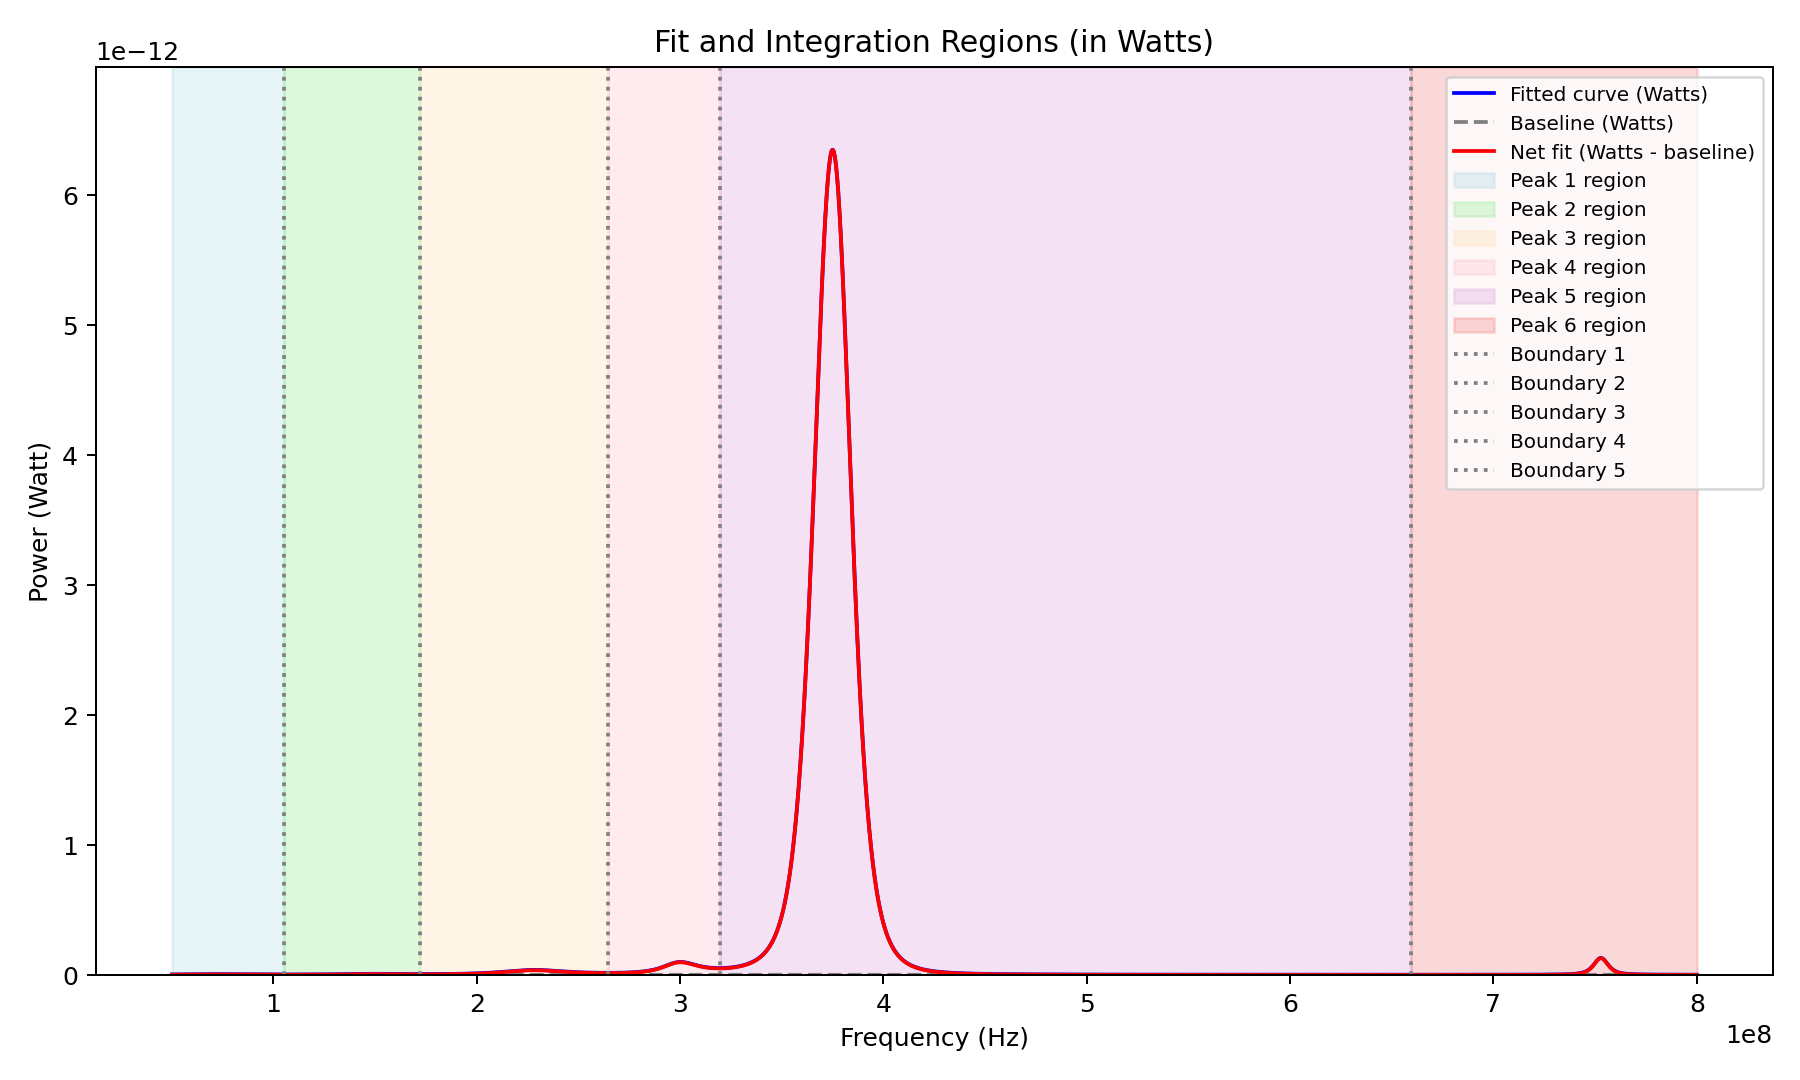 Fit and Integration Regions (in Watts)
1e−12
Fitted curve (Watts)
Baseline (Watts)
Net fit (Watts - baseline)
Peak 1 region
Peak 2 region
Peak 3 region
Peak 4 region
Peak 5 region
Peak 6 region
Boundary 1
Boundary 2
Boundary 3
Boundary 4
Boundary 5
Power (Watt)
6
5
4
3
2
1
0
1 2 3 4 5 6 7 8
1e8
Frequency (Hz)